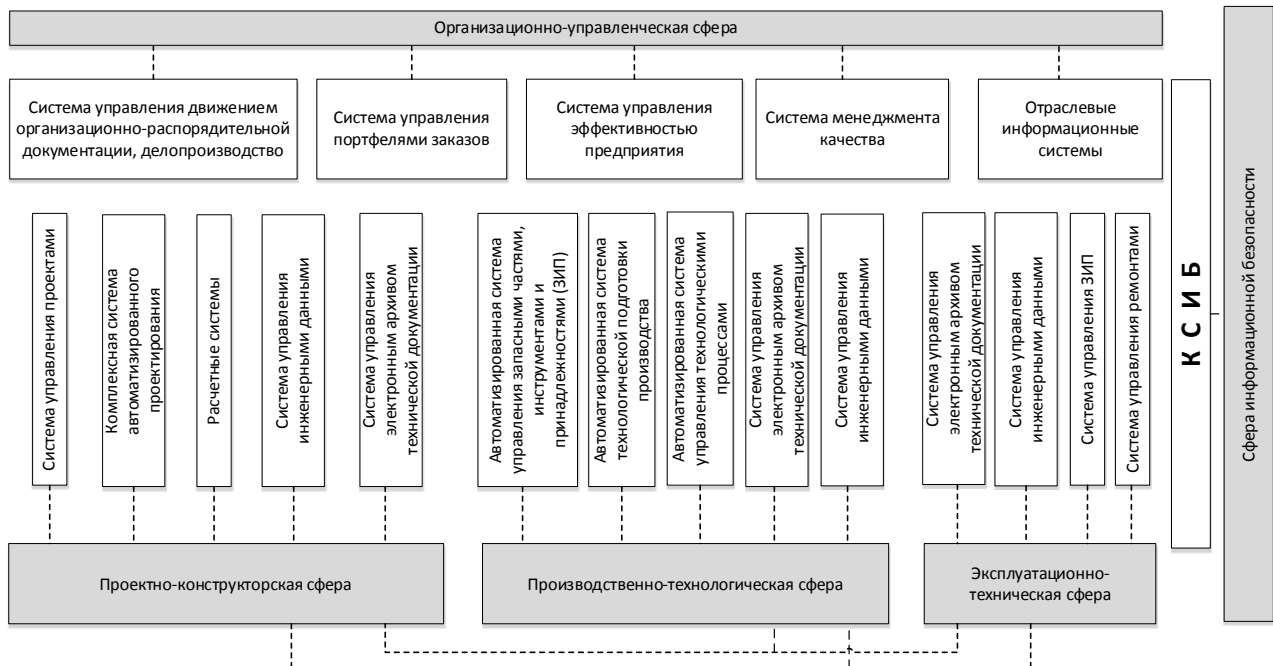 Организационно-управленческая сфера
Система управления движением
организационно-распорядительной
документации, делопроизводство
Система управления
портфелями заказов
Система управления
эффективностью
предприятия
Система менеджмента
качества
Отраслевые
информационные
системы
Система управления проектами
Комплексная система
автоматизированного
проектирования
Расчетные системы
Система управления
инженерными данными
Система управления
электронным архивом
технической документации
Автоматизированная система
управления запасными частями,
инструментами и
принадлежностями (ЗИП)
Автоматизированная система
технологической подготовки
производства
Автоматизированная система
управления технологическими
процессами
Система управления
электронным архивом
технической документации
Система управления
инженерными данными
Система управления
электронным архивом
технической документации
Система управления
инженерными данными
Система управления ЗИП
Система управления ремонтами
КСИБ
Сфера информационной безопасности
Проектно-конструкторская сфера
Производственно-технологическая сфера
Эксплуатационно-
техническая сфера